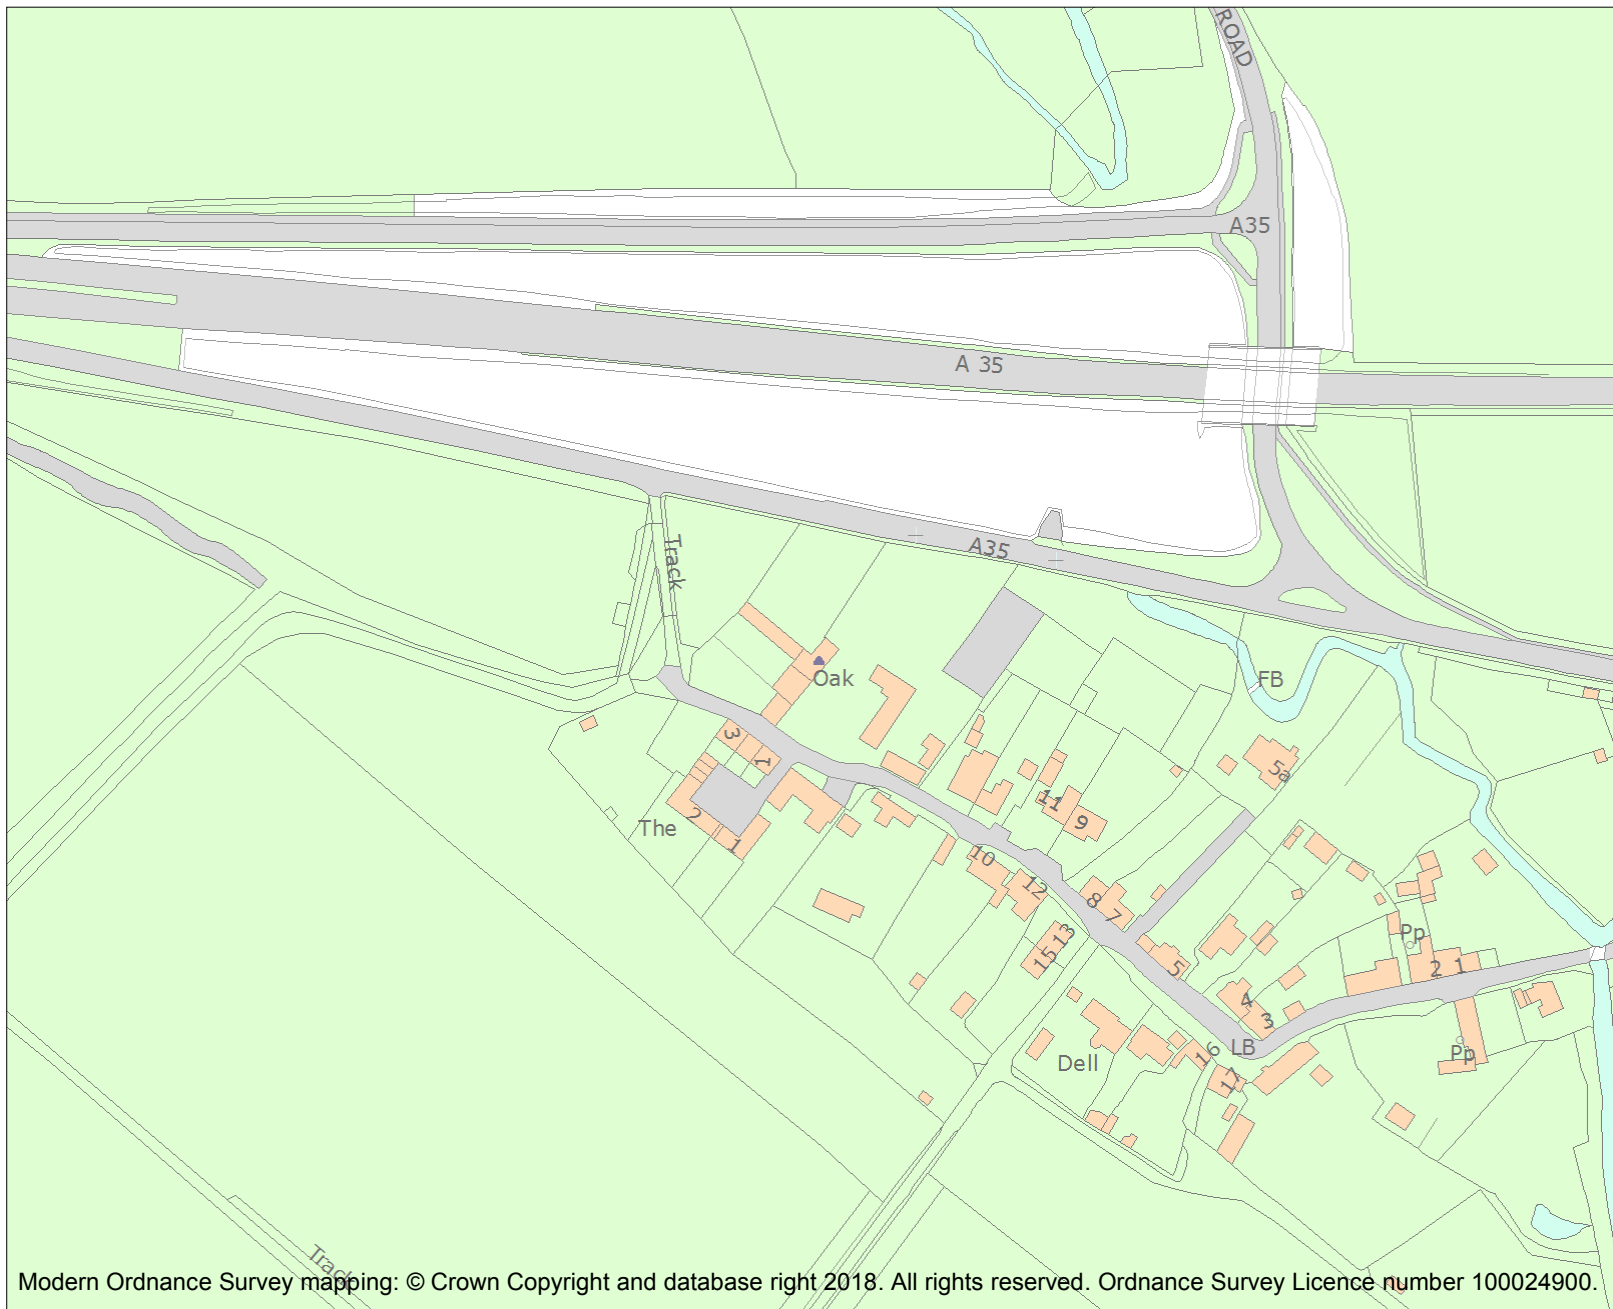 ROAD
A35
A 35
A35
Track
Oak
FB
3
1
5a
11
9
The
2
1
10
12
8
7
13
15
5
Pp
2 1
4
3
LB
Pp
Dell
16
17
Track
Modern Ordnance Survey mapping: © Crown Copyright and database right 2018. All rights reserved. Ordnance Survey Licence number 100024900.